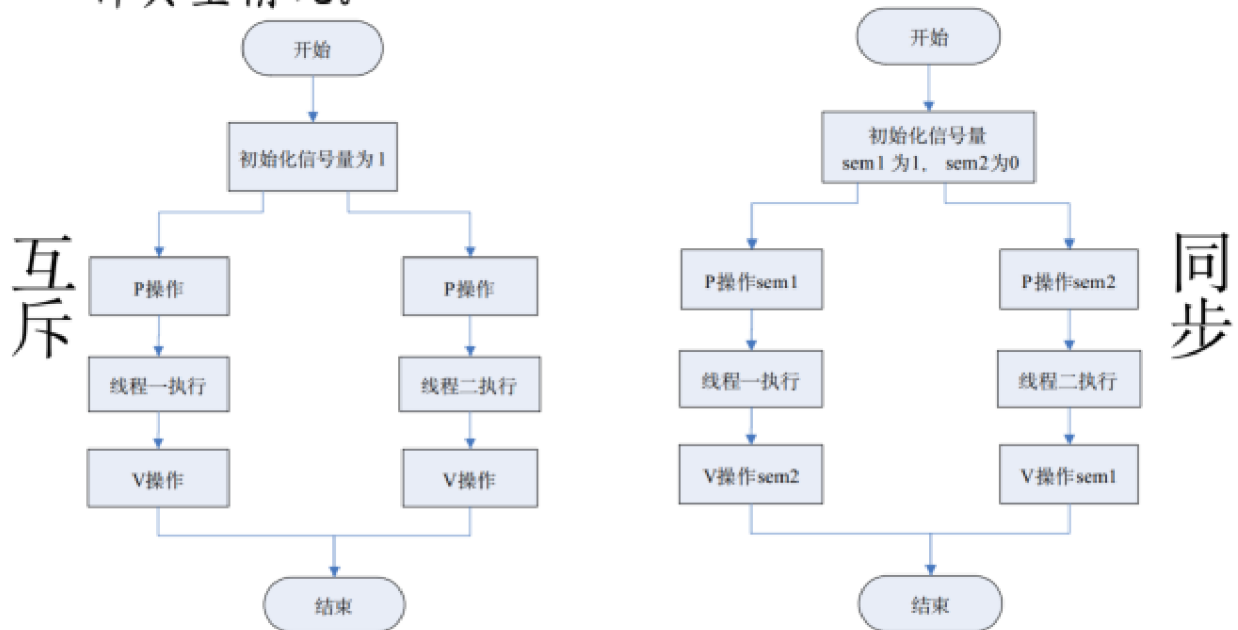 开始
初始化信号量为1
P操作
P操作
线程一执行
线程二执行
V操作
V操作
结束
互斥
开始
初始化信号量
sem1 为1, sem2为0
P操作sem1
P操作sem2
线程一执行
线程二执行
V操作sem2
V操作sem1
结束
同步